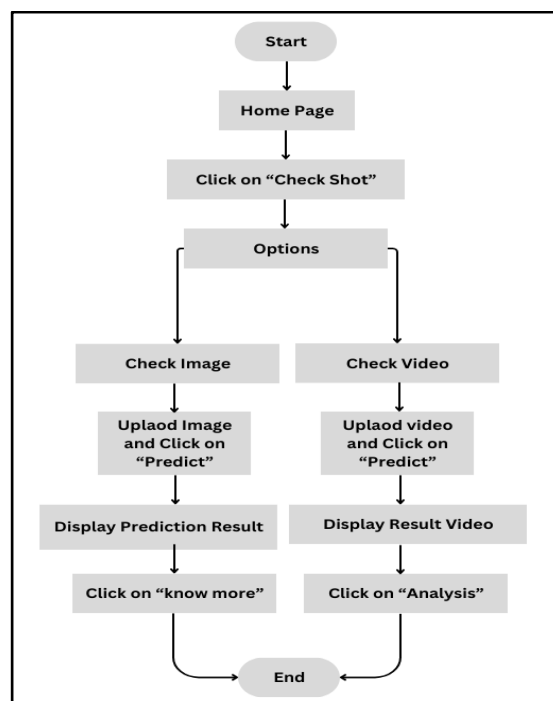 Start
Home Page
Click on “Check Shot”
Options
Check Image
Check Video
Uplaod Image
and Click on
“Predict”
Uplaod video
and Click on
“Predict”
Display Prediction Result
Display Result Video
Click on “know more”
Click on “Analysis”
End